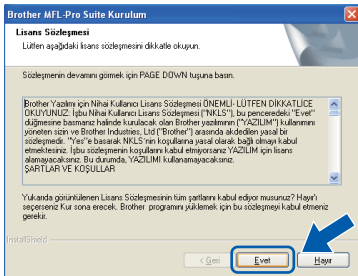 Brother MFL-Pro Suite Kurulum
Lisans Sözleşmesi
Lütfen aşağıdaki lisans sözleşmesini dikkatle okuyun.
Sözleşmenin devamını görmek için PAGE DOWN tuşuna basın.
Brother Yazılımı için Nihai Kullanıcı Lisans Sözleşmesi ÖNEMLİ- LÜTFEN DİKKATLİCE
OKUYUNUZ: İşbu Nihai Kullanıcı Lisans Sözleşmesi ("NKLS"), bu penceredeki "Evet"
düğmesine basmanız halinde kurulacak olan Brother yazılımının ("YAZILIM") kullanımını
yöneten sizin ve Brother Industries, Ltd ("Brother") arasında akdedilen yasal bir
sözleşmedir. "Yes"e basarak NKLS'nin koşullarına yasal olarak bağlı olmayı kabul
etmektesiniz. İşbu sözleşmenin koşullarını kabul etmiyorsanız YAZILIM için lisans
alamayacaksınız. Bu durumda, YAZILIMI kullanamayacaksınız.
ŞARTLAR VE KOŞULLAR
Yukarıda görüntülenen Lisans Sözleşmesinin tüm şartlarını kabul ediyor musunuz? Hayır'ı
seçerseniz Kur sona erecek. Brother programını yüklemek için bu sözleşmeyi kabul etmeniz
gerekir.
InstallShield
< Geri
Evet
Hayır